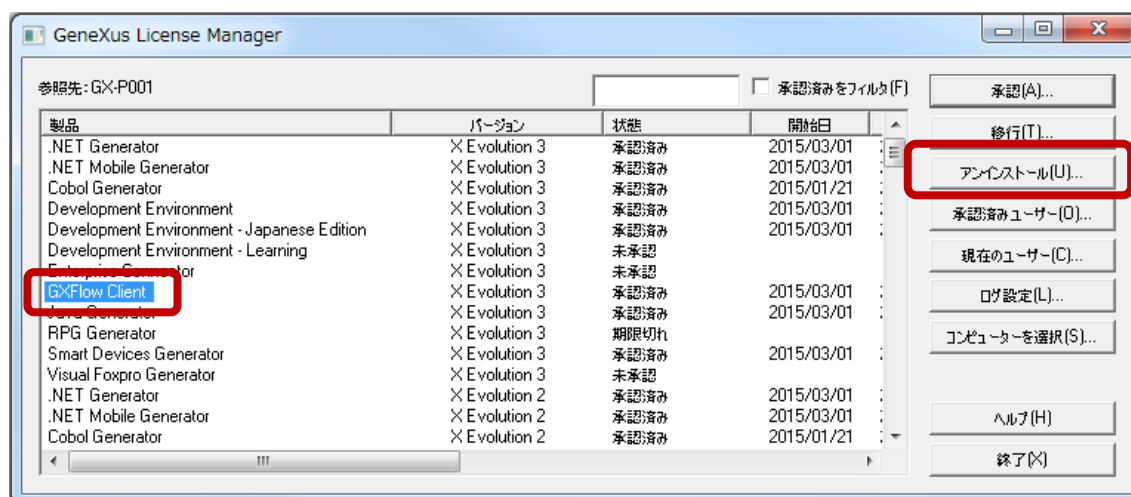 GeneXus License Manager
参照先:GX-P001
承認済みをフィルタ(F)
製品 バージョン 状態 開始日
.NET Generator X Evolution 3 承認済み 2015/03/01
.NET Mobile Generator X Evolution 3 承認済み 2015/03/01
Cobol Generator X Evolution 3 承認済み 2015/01/21
Development Environment X Evolution 3 承認済み 2015/03/01
Development Environment - Japanese Edition X Evolution 3 承認済み 2015/03/01
Development Environment - Learning X Evolution 3 未承認
Enterprise Connector X Evolution 3 未承認
GXFlow Client X Evolution 3 承認済み 2015/03/01
Java Generator X Evolution 3 承認済み 2015/03/01
RPG Generator X Evolution 3 期限切れ
Smart Devices Generator X Evolution 3 承認済み 2015/03/01
Visual Foxpro Generator X Evolution 3 未承認
.NET Generator X Evolution 2 承認済み 2015/03/01
.NET Mobile Generator X Evolution 2 承認済み 2015/03/01
Cobol Generator X Evolution 2 承認済み 2015/01/21
承認(A)...
移行(T)...
アンインストール(U)...
承認済みユーザー(O)...
現在のユーザー(C)...
ログ設定(L)...
コンピューターを選択(S)...
ヘルプ(H)
終了(X)